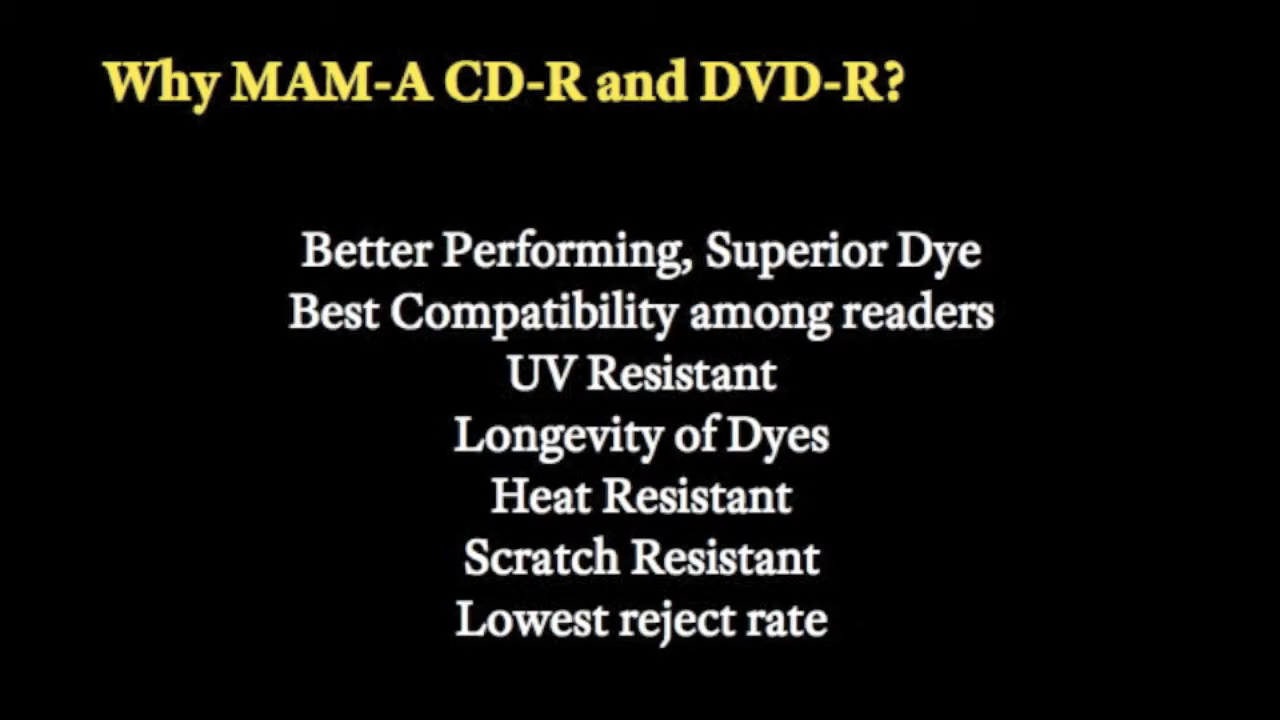 Why MAM-A CD-R and DVD-R?
Better Performing, Superior Dye
Best Compatibility among readers
UV Resistant
Longevity of Dyes
Heat Resistant
Scratch Resistant
Lowest reject rate